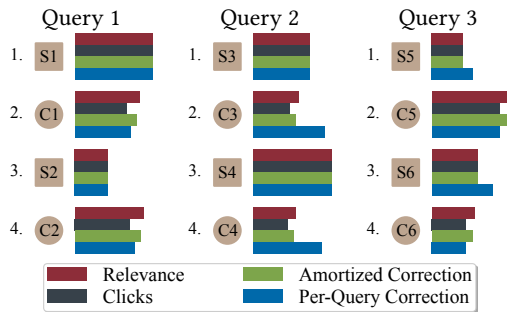 Query 1 Query 2 Query 3
1. S1 1. S3 1. S5
2. C1 2. C3 2. C5
3. S2 3. S4 3. S6
4. C2 4. C4 4. C6
Relevance Amortized Correction
Clicks Per-Query Correction